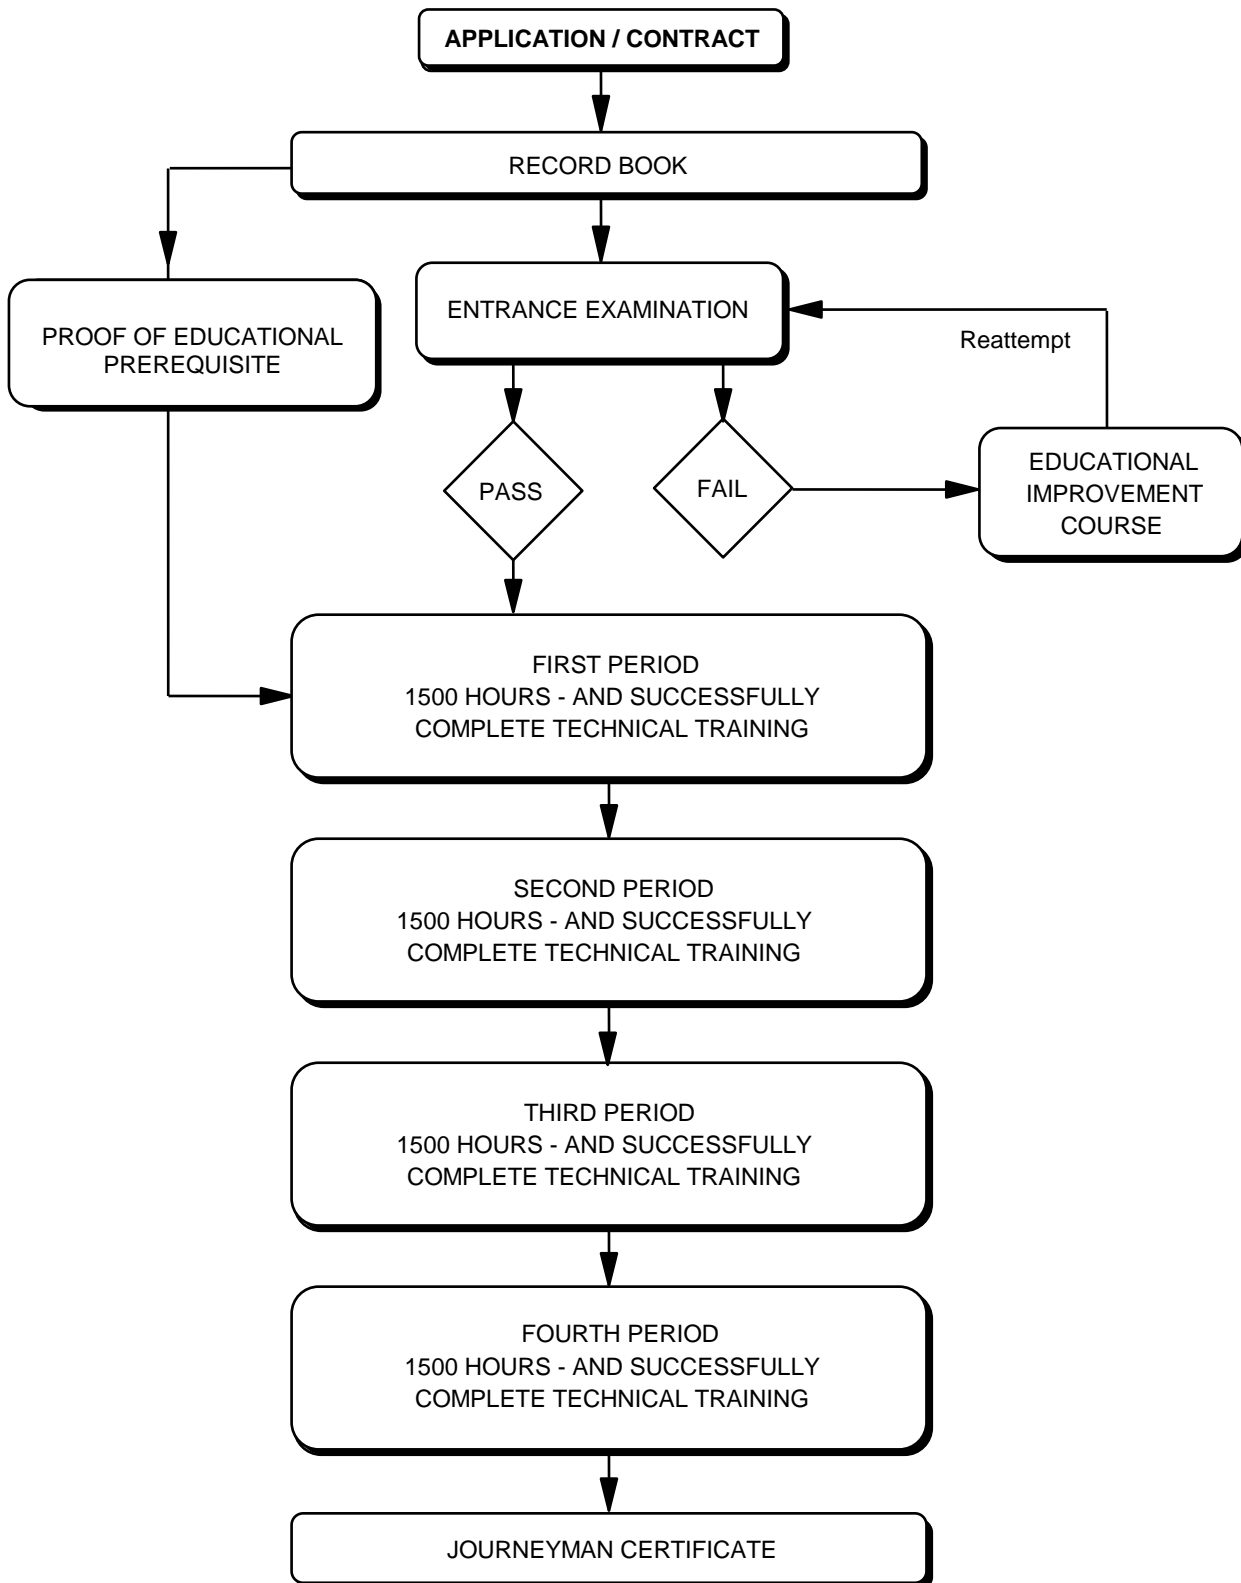 APPLICATION / CONTRACT
RECORD BOOK
PROOF OF EDUCATIONAL
PREREQUISITE
ENTRANCE EXAMINATION
Reattempt
PASS
FAIL
EDUCATIONAL
IMPROVEMENT
COURSE
FIRST PERIOD
1500 HOURS - AND SUCCESSFULLY
COMPLETE TECHNICAL TRAINING
SECOND PERIOD
1500 HOURS - AND SUCCESSFULLY
COMPLETE TECHNICAL TRAINING
THIRD PERIOD
1500 HOURS - AND SUCCESSFULLY
COMPLETE TECHNICAL TRAINING
FOURTH PERIOD
1500 HOURS - AND SUCCESSFULLY
COMPLETE TECHNICAL TRAINING
JOURNEYMAN CERTIFICATE